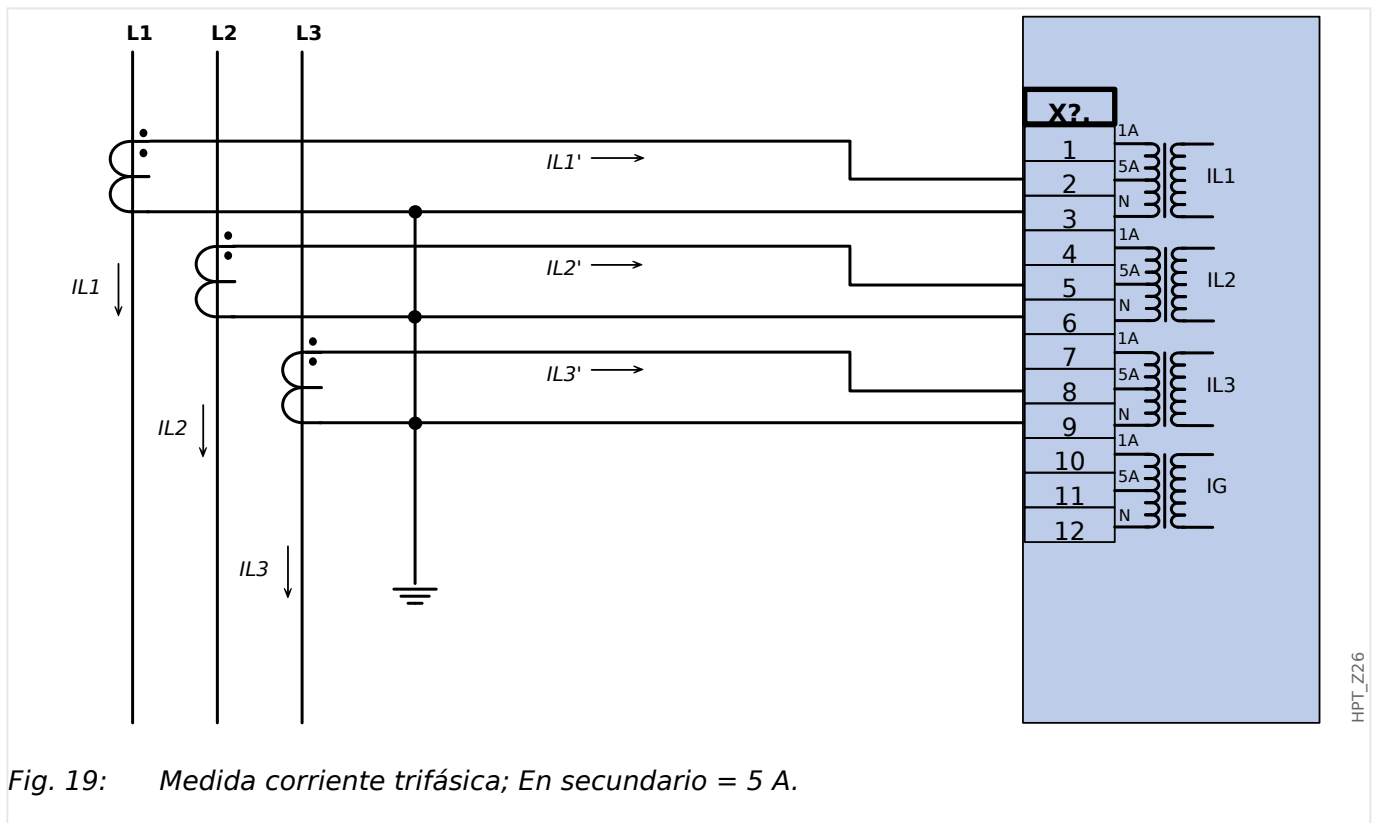 L1 L2 L3
X?.
1A
1
IL1'
5A
IL1
2
N
3
1A
4
IL2'
5A
IL1
IL2
5
N
6
1A
7
IL3'
5A
IL3
8
N
9
IL2
1A
10
5A
IG
11
N
12
IL3
HPT_Z26
Fig. 19: Medida corriente trifásica; En secundario = 5 A.